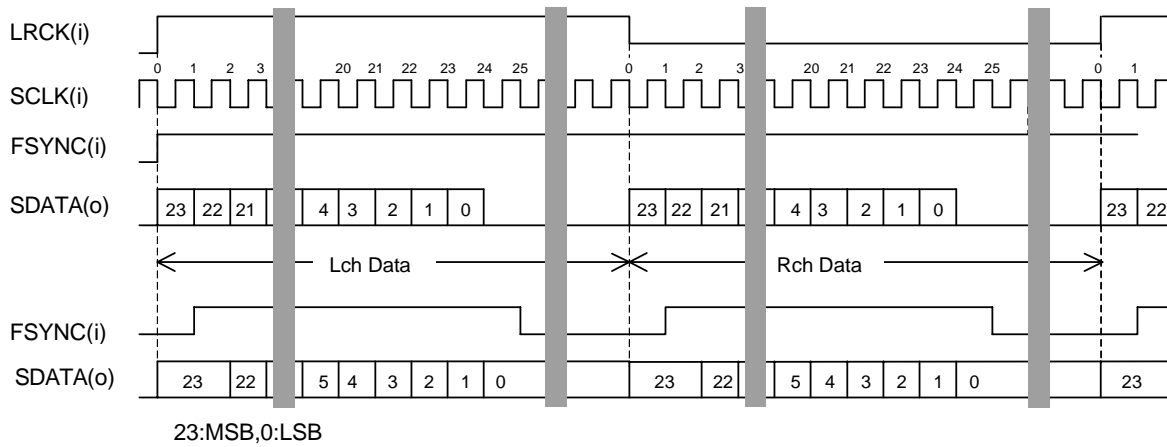 LRCK(i)
0 1 2 3 20 21 22 23 24 25 0 1 2 3 20 21 22 23 24 25 0 1
SCLK(i)
FSYNC(i)
SDATA(o) 23 22 21 4 3 2 1 0 23 22 21 4 3 2 1 0 23 22
Lch Data Rch Data
FSYNC(i)
SDATA(o) 23 22 5 4 3 2 1 0 23 22 5 4 3 2 1 0 23
23:MSB,0:LSB